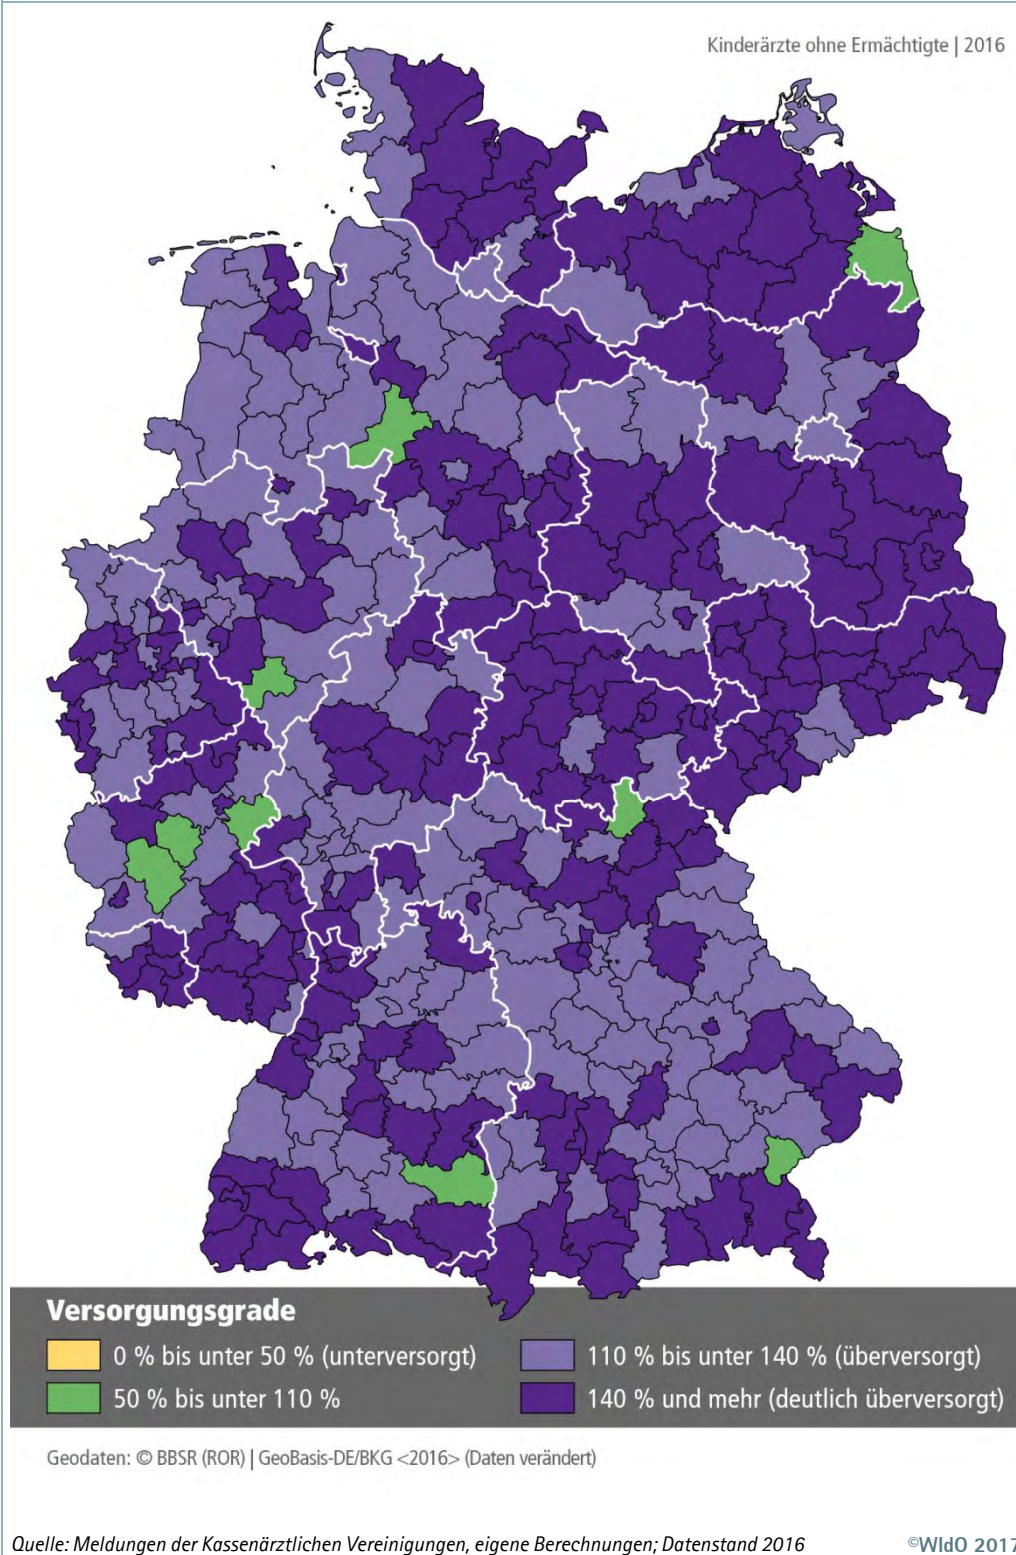 Kinderärzte ohne Ermächtigte | 2016
Versorgungsgrade
0 % bis unter 50 % (unterversorgt)
110 % bis unter 140 % (überversorgt)
50 % bis unter 110 %
140 % und mehr (deutlich überversorgt)
Geodaten: © BBSR (ROR) | GeoBasis-DE/BKG <2016> (Daten verändert)
Quelle: Meldungen der Kassenärztlichen Vereinigungen, eigene Berechnungen; Datenstand 2016
©WIdO 2017